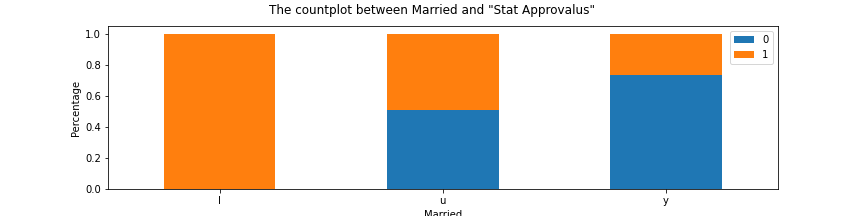 The countplot between Married and "Stat Approvalus"
1.0
0.8
0.6
0.4
0.2
0.0
Percentage
0
1
l
u
y
Married